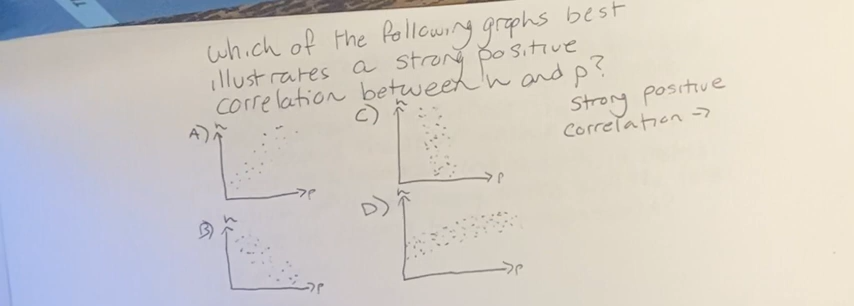 Which of the following graphs best
illustrates a strong positive
correlation between n and p?
strong positive
correlation →
A) n
p
C) n
p
B) n
p
D) n
p